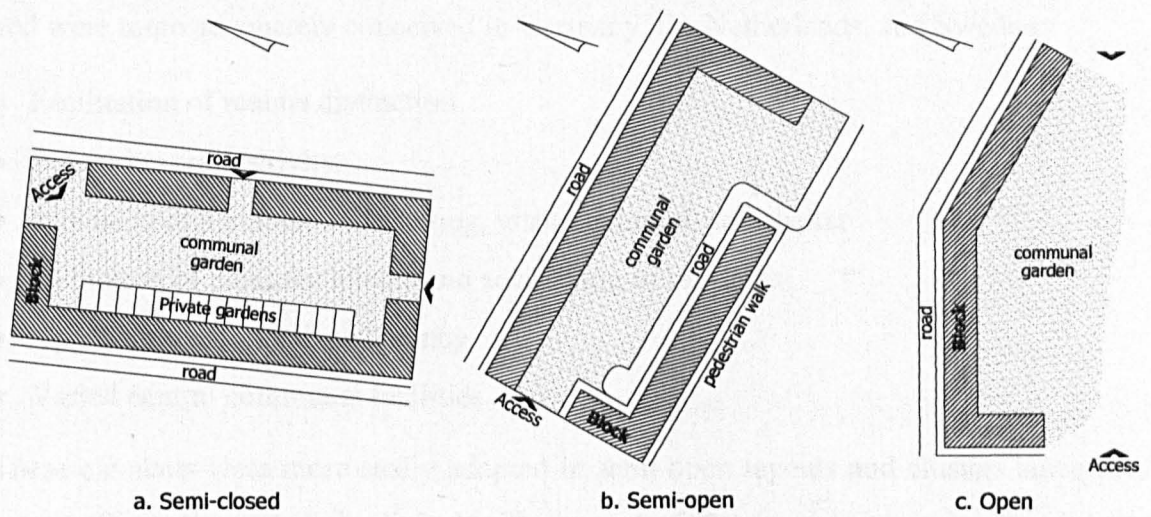 road
Access
communal
garden
Block
Private gardens
road
a. Semi-closed
road
communal
garden
road
pedestrian walk
Access
Block
b. Semi-open
communal
garden
road
Block
Access
c. Open